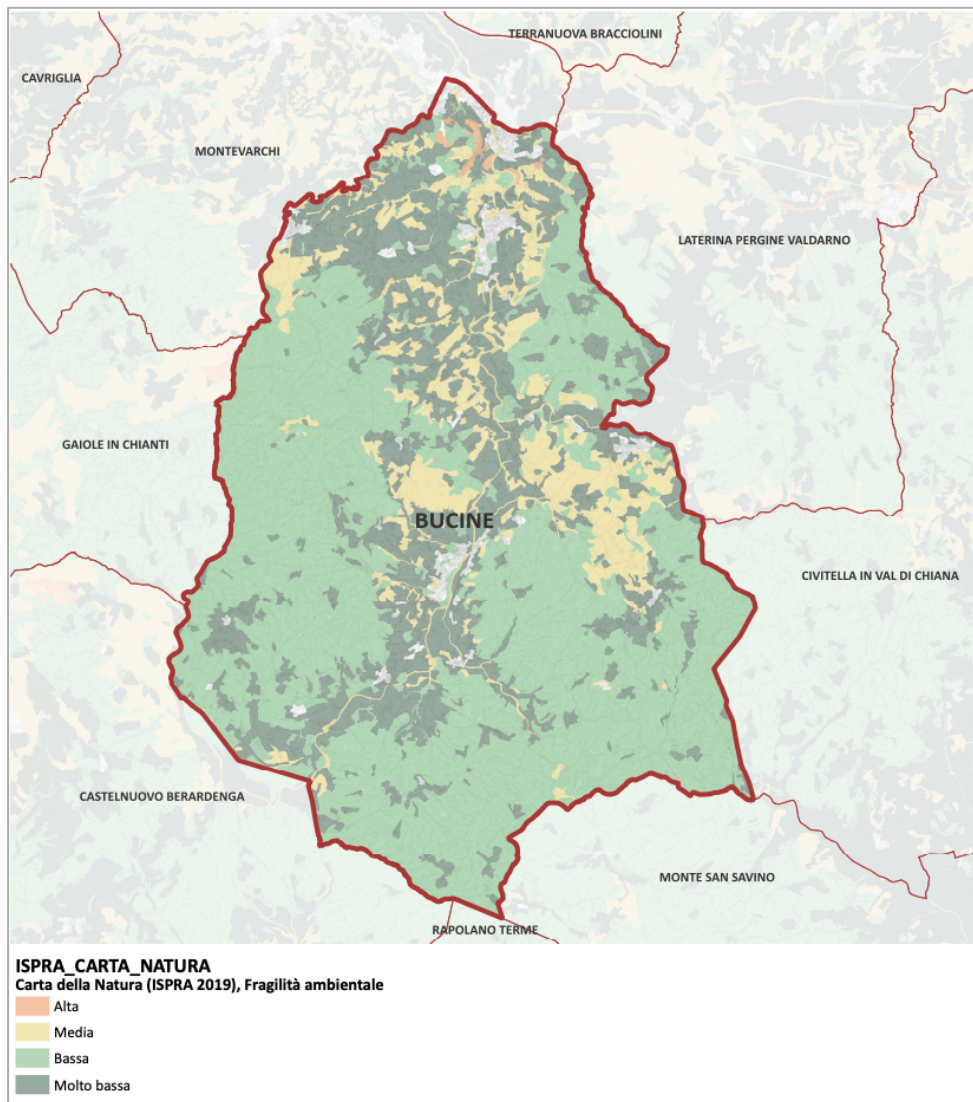 TERRANUOVA BRACCIOLINI
CAVRIGLIA
MONTEVARCHI
LATERINA PERGINE VALDARNO
GAIOLE IN CHIANTI
BUCINE
CIVITELLA IN VAL DI CHIANA
CASTELNUOVO BERARDENGA
MONTE SAN SAVINO
RAPOLANO TERME
ISPRA_CARTA_NATURA
Carta della Natura (ISPRA 2019), Fragilità ambientale
Alta
Media
Bassa
Molto bassa